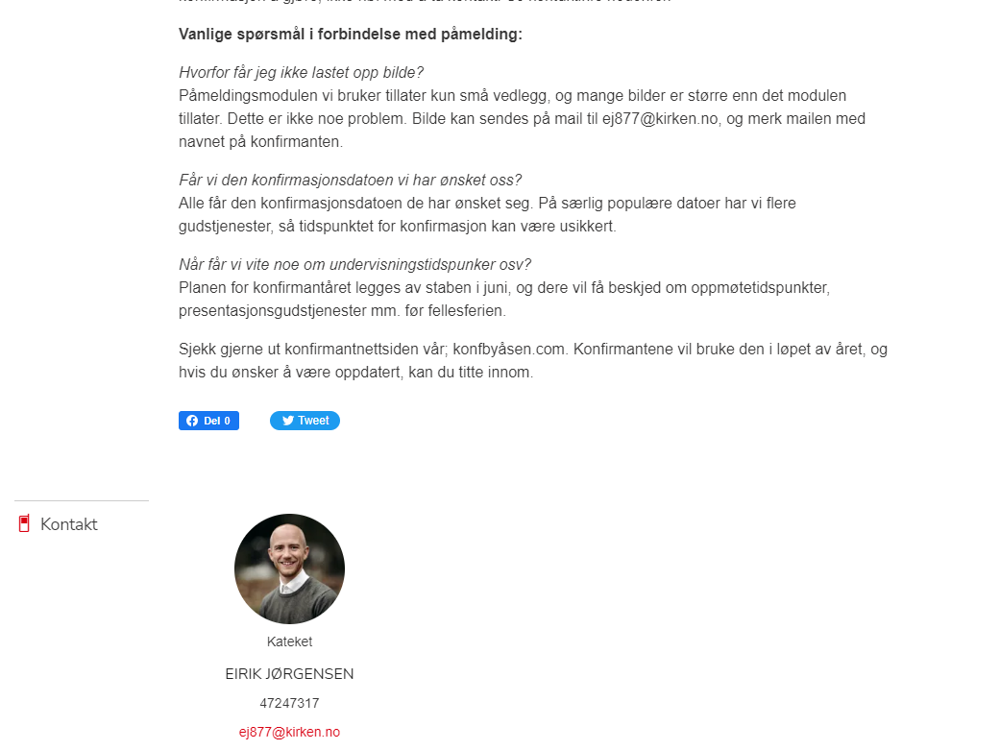 Vanlige spørsmål i forbindelse med påmelding:
Hvorfor får jeg ikke lastet opp bilde?
Påmeldingsmodulen vi bruker tillater kun små vedlegg, og mange bilder er større enn det modulen
tillater. Dette er ikke noe problem. Bilde kan sendes på mail til ej877@kirken.no, og merk mailen med
navnet på konfirmanten.
Får vi den konfirmasjonsdatoen vi har ønsket oss?
Alle får den konfirmasjonsdatoen de har ønsket seg. På særlig populære datoer har vi flere
gudstjenester, så tidspunktet for konfirmasjon kan være usikkert.
Når får vi vite noe om undervisningstidspunker osv?
Planen for konfirmantåret legges av staben i juni, og dere vil få beskjed om oppmøtetidspunkter,
presentasjonsgudstjenester mm. før fellesferien.
Sjekk gjerne ut konfirmantnettsiden vår; konfbyåsen.com. Konfirmantene vil bruke den i løpet av året, og
hvis du ønsker å være oppdatert, kan du titte innom.
Del 0
Tweet
Kontakt
Kateket
EIRIK JØRGENSEN
47247317
ej877@kirken.no